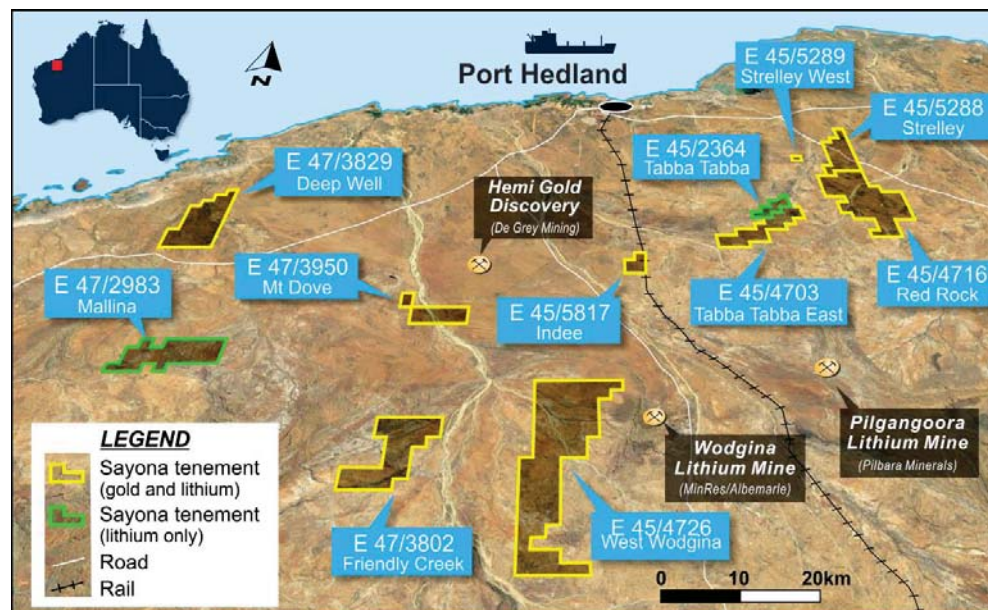 N
Port Hedland
E 45/5289
Strelley West
E 45/5288
Strelley
E 45/2364
Tabba Tabba
E 47/3829
Deep Well
Hemi Gold
Discovery
(De Grey Mining)
E 47/2983
Mallina
E 47/3950
Mt Dove
E 45/5817
Indee
E 45/4703
Tabba Tabba East
E 45/4716
Red Rock
Wodgina
Lithium Mine
(MinRes/Albemarle)
Pilgangoora
Lithium Mine
(Pilbara Minerals)
E 47/3802
Friendly Creek
E 45/4726
West Wodgina
LEGEND
Sayona tenement
(gold and lithium)
Sayona tenement
(lithium only)
Road
Rail
0 10 20km